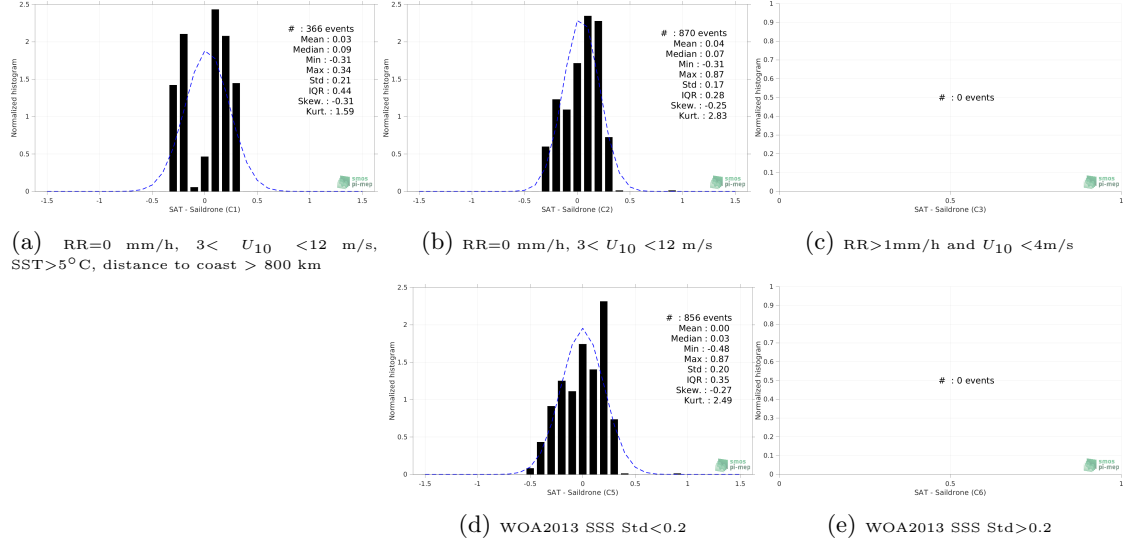 2.5
2
1.5
1
0.5
0
-1.5 -1 -0.5 0 0.5 1 1.5
Normalized histogram
SAT - Saildrone (C1)
# : 366 events
Mean : 0.03
Median : 0.09
Min : -0.31
Max : 0.34
Std : 0.21
IQR : 0.44
Skew. : -0.31
Kurt. : 1.59
smos
pi-mep
(a) RR=0 mm/h, 3< U10 <12 m/s,
SST>5°C, distance to coast > 800 km
2.5
2
1.5
1
0.5
0
-1.5 -1 -0.5 0 0.5 1 1.5
Normalized histogram
SAT - Saildrone (C2)
# : 870 events
Mean : 0.04
Median : 0.07
Min : -0.31
Max : 0.87
Std : 0.17
IQR : 0.28
Skew. : -0.25
Kurt. : 2.83
smos
pi-mep
(b) RR=0 mm/h, 3< U10 <12 m/s
1
0.9
0.8
0.7
0.6
0.5
0.4
0.3
0.2
0.1
0
0 0.5 1
Normalized histogram
SAT - Saildrone (C3)
# : 0 events
smos
pi-mep
(c) RR>1mm/h and U10 <4m/s
2.5
2
1.5
1
0.5
0
-1.5 -1 -0.5 0 0.5 1 1.5
Normalized histogram
SAT - Saildrone (C5)
# : 856 events
Mean : 0.00
Median : 0.03
Min : -0.48
Max : 0.87
Std : 0.20
IQR : 0.35
Skew. : -0.27
Kurt. : 2.49
smos
pi-mep
(d) WOA2013 SSS Std<0.2
1
0.9
0.8
0.7
0.6
0.5
0.4
0.3
0.2
0.1
0
0 0.5 1
Normalized histogram
SAT - Saildrone (C6)
# : 0 events
smos
pi-mep
(e) WOA2013 SSS Std>0.2